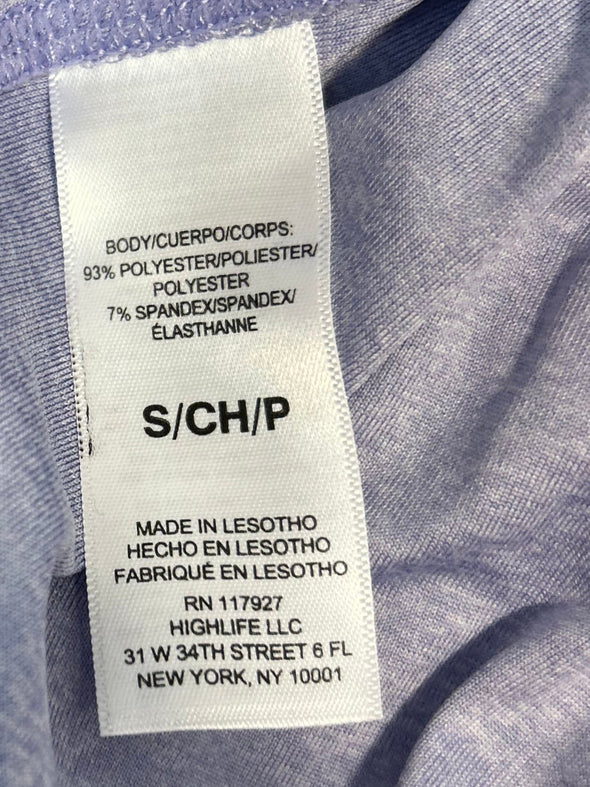 BODY/CUERPO/CORPS:
93% POLYESTER/POLIESTER/
POLYESTER
7% SPANDEX/SPANDEX/
ÉLASTHANNE
S/CH/P
MADE IN LESOTHO
HECHO EN LESOTHO
FABRIQUÉ EN LESOTHO
RN 117927
HIGHLIFE LLC
31 W 34TH STREET 6 FL
NEW YORK, NY 10001